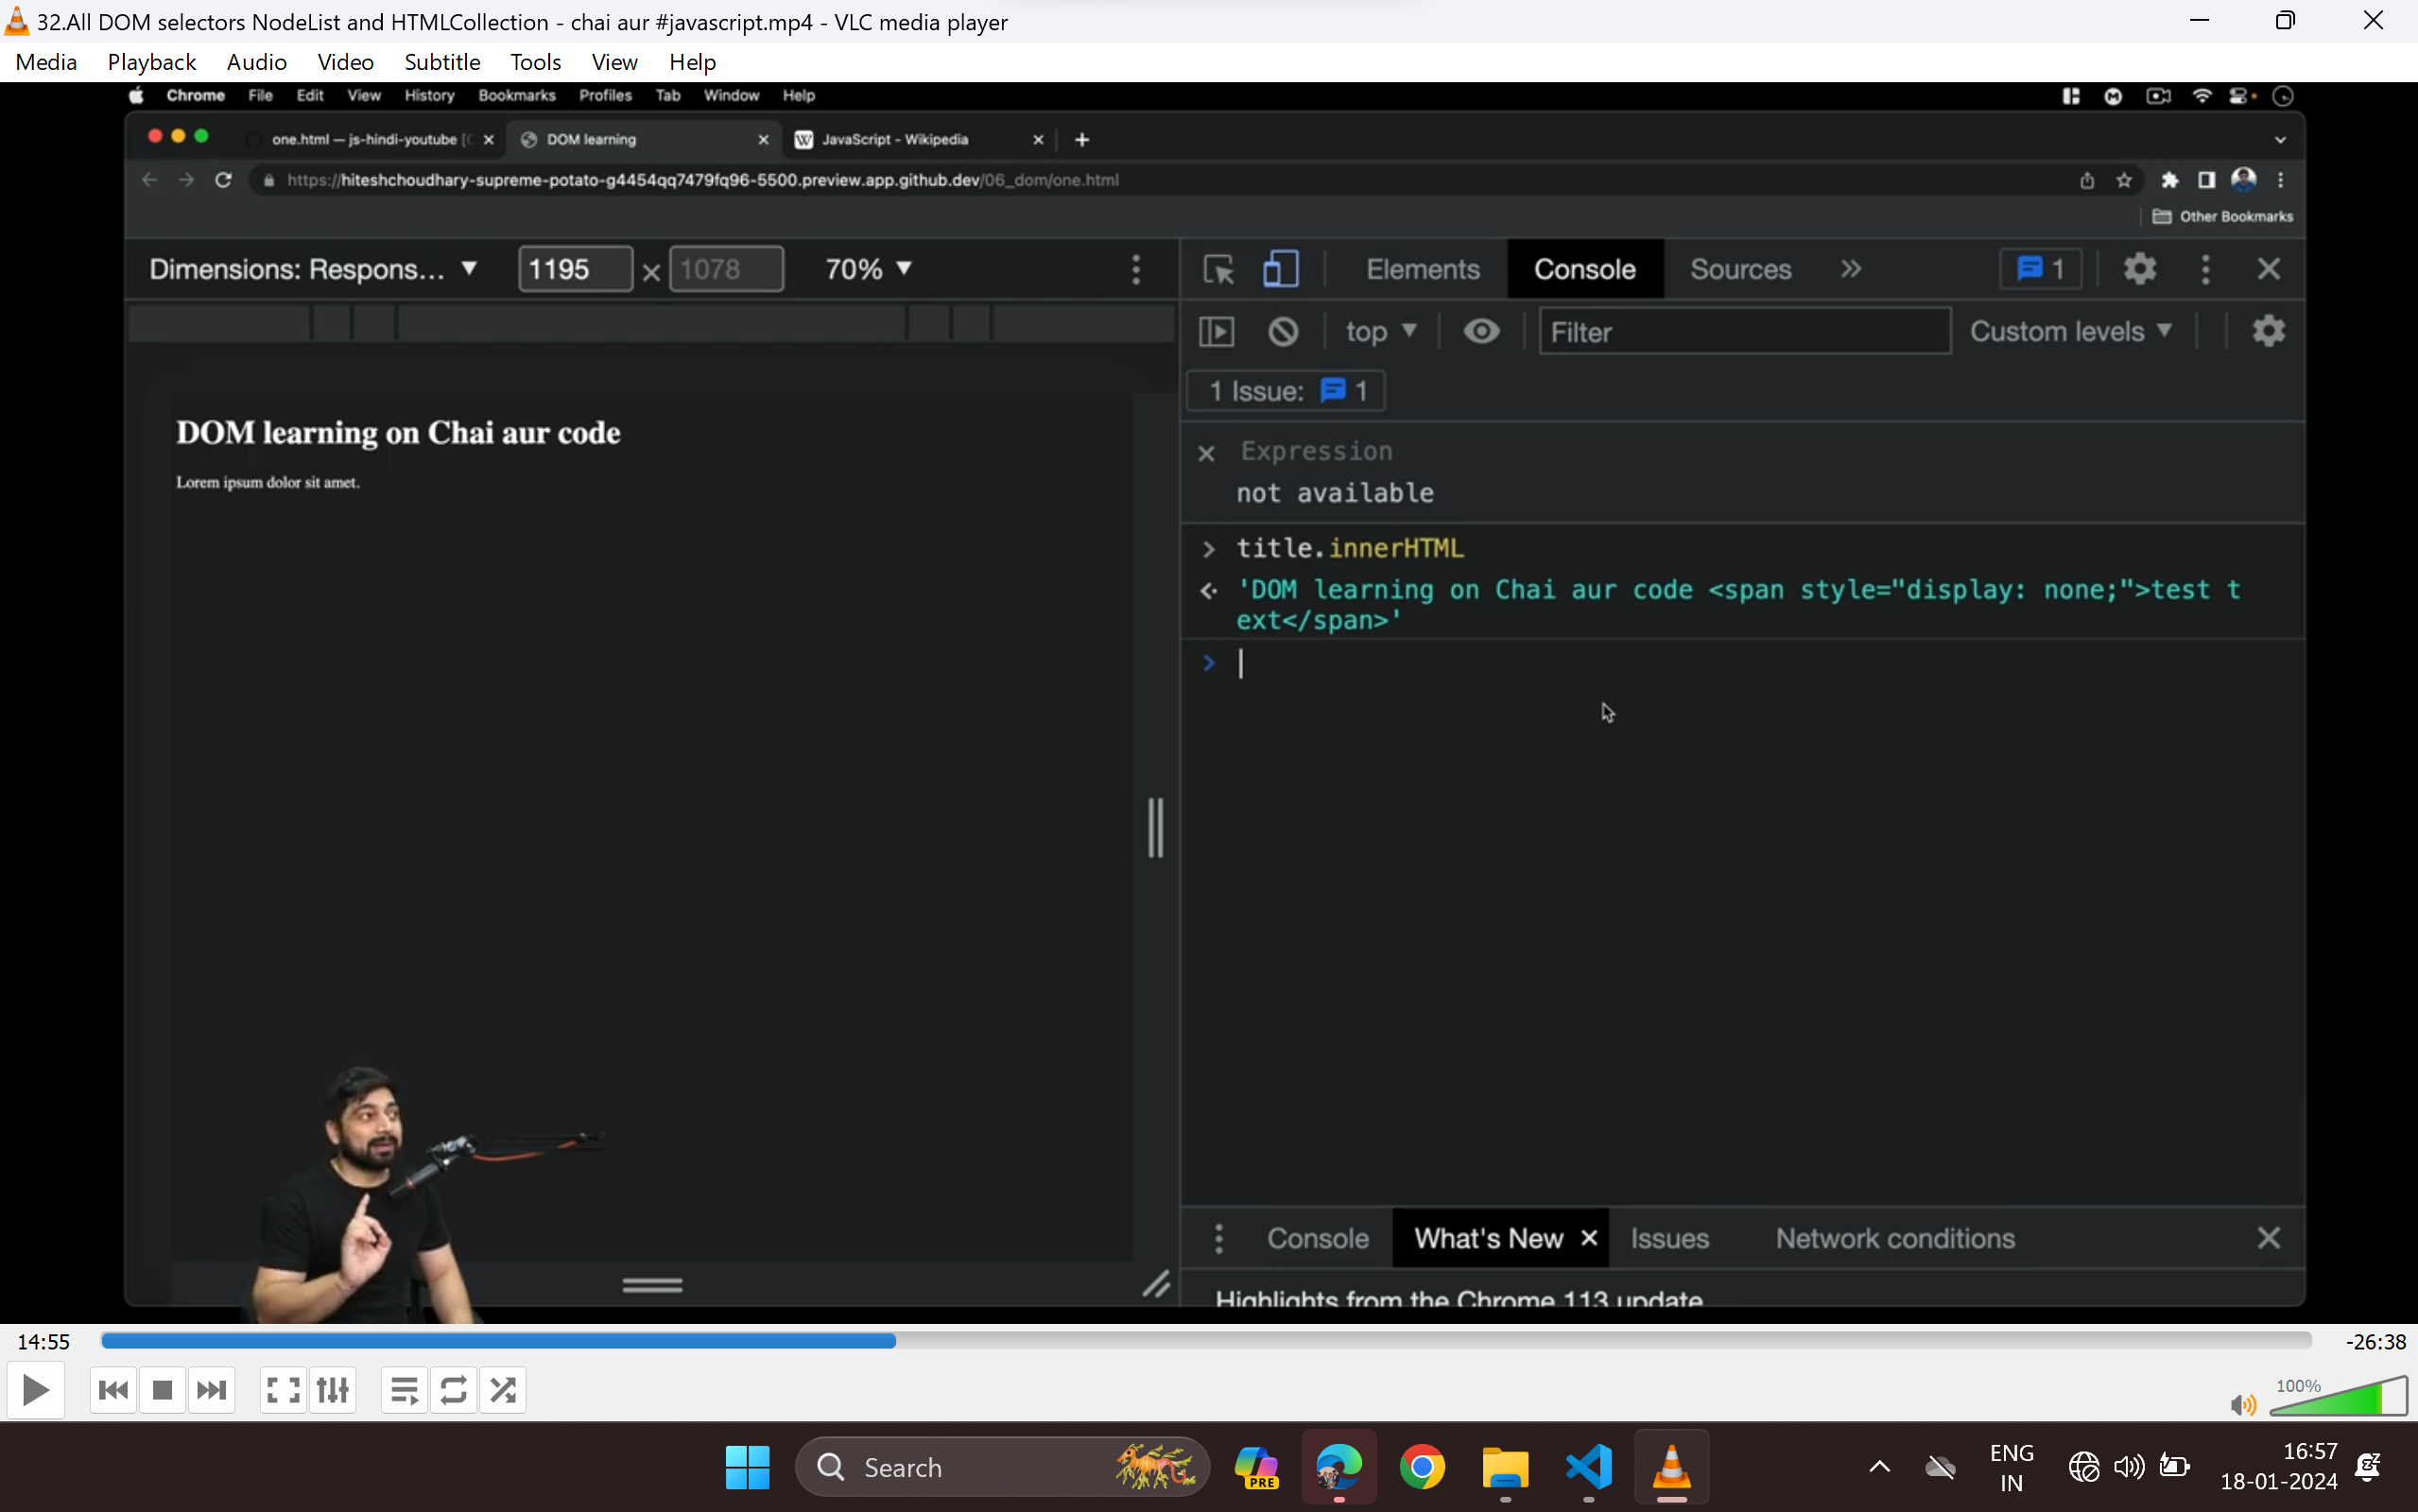 32.All DOM selectors NodeList and HTMLCollection - chai aur #javascript.mp4 - VLC media player
Media Playback Audio Video Subtitle Tools View Help
Chrome File Edit View History Bookmarks Profiles Tab Window Help
one.html — js-hindi-youtube [ DOM learning JavaScript - Wikipedia
https://hiteshchoudhary-supreme-potato-g4454qq7479fq96-5500.preview.app.github.dev/06_dom/one.html
Other Bookmarks
Dimensions: Respons... 1195 × 1078 70%
Elements Console Sources » 1
top Filter Custom levels
1 Issue: 1
DOM learning on Chai aur code
Lorem ipsum dolor sit amet.
Expression
not available
> title.innerHTML
'DOM learning on Chai aur code <span style="display: none;">test t
ext</span>'
>
Console What's New Issues Network conditions
Highlights from the Chrome 113 update
14:55 -26:38
100%
Search
PRE
ENG
IN
16:57
18-01-2024